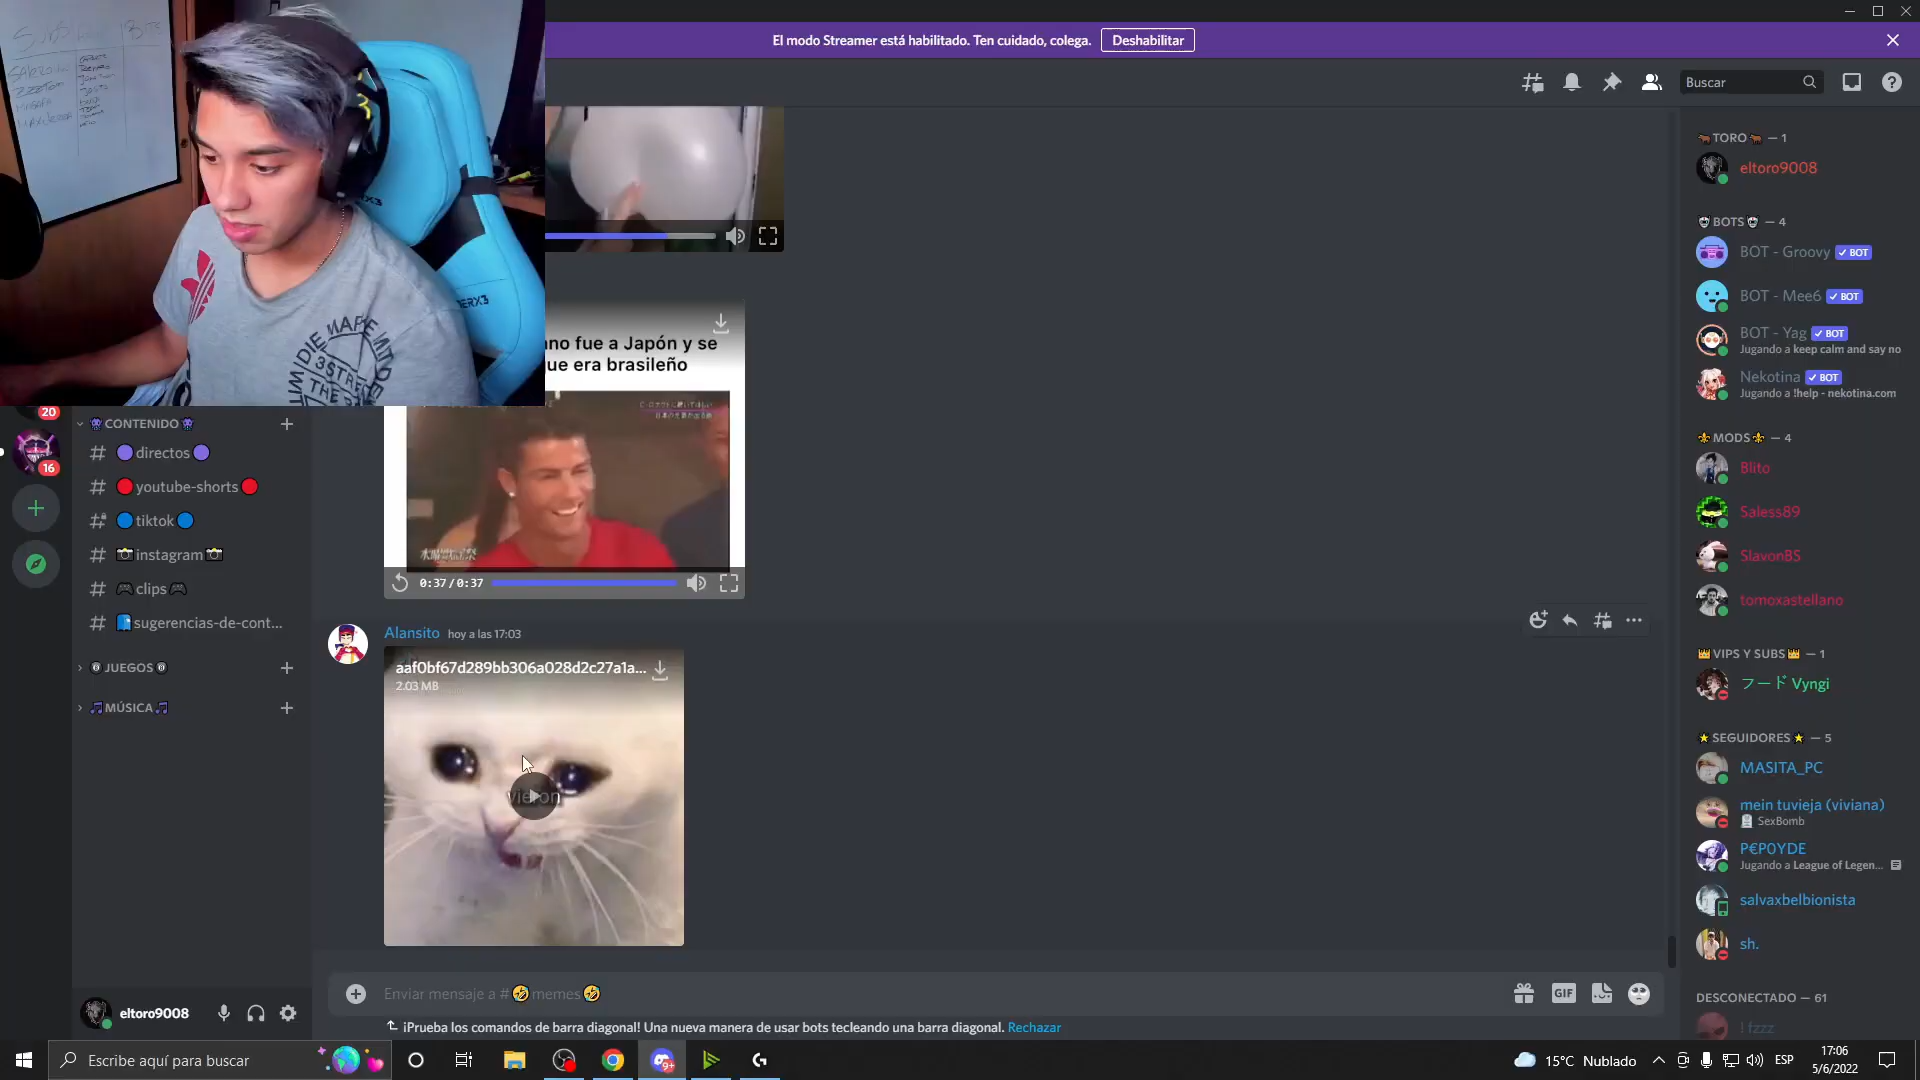 El modo Streamer está habilitado. Ten cuidado, colega.
Deshabilitar
Buscar
no fue a Japón y se
ue era brasileño
0:37/0:37
20
16
CONTENIDO
directos
youtube-shorts
tiktok
instagram
clips
sugerencias-de-cont...
JUEGOS
MÚSICA
Alansito hoy a las 17:03
aaf0bf67d289bb306a028d2c27a1a...
2.03 MB
vieron
TORO — 1
eltoro9008
BOTS — 4
BOT - Groovy BOT
BOT - Mee6 BOT
BOT - Yag BOT
Jugando a keep calm and say no
Nekotina BOT
Jugando a !help - nekotina.com
MODS — 4
Blito
Saless89
SlavonBS
tomoxastellano
VIPS Y SUBS — 1
フード Vyngi
SEGUIDORES — 5
MASITA_PC
mein tuvieja (viviana)
SexBomb
P€P0YDE
Jugando a League of Legen...
salvaxbelbionista
sh.
DESCONECTADO — 61
! fzzz
eltoro9008
Enviar mensaje a # memes
GIF
¡Prueba los comandos de barra diagonal! Una nueva manera de usar bots tecleando una barra diagonal. Rechazar
Escribe aquí para buscar
9+
15°C Nublado
ESP
17:06
5/6/2022